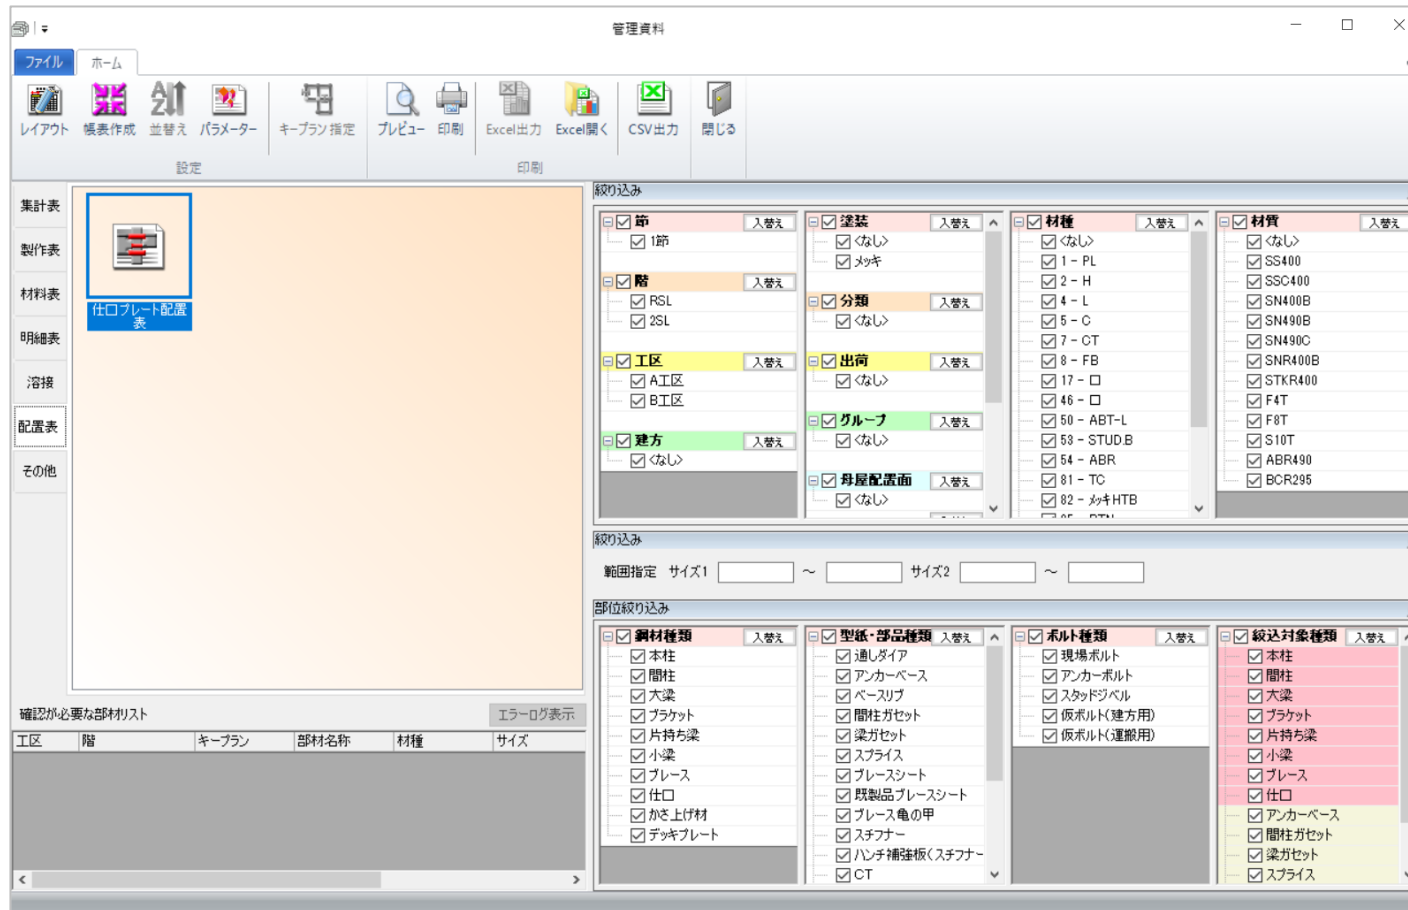 管理資料
ファイル ホーム
レイアウト 帳表作成 並替え パラメーター キープラン指定 プレビュー 印刷 Excel出力 Excel開く CSV出力 閉じる
設定 印刷
集計表
製作表
材料表
明細表
溶接
配置表
その他
仕口プレート配置
表
絞り込み
節 入替え
1節
階 入替え
RSL
2SL
工区 入替え
A工区
B工区
建方 入替え
<なし>
塗装 入替え
<なし>
メッキ
分類 入替え
<なし>
出荷 入替え
<なし>
グループ 入替え
<なし>
母屋配置面 入替え
<なし>
材種 入替え
<なし>
1 - PL
2 - H
4 - L
5 - C
7 - CT
8 - FB
17 - ロ
46 - ロ
50 - ABT-L
53 - STUD.B
54 - ABR
81 - TC
82 - メッキHTB
材質 入替え
<なし>
SS400
SSC400
SN400B
SN490B
SN490C
SNR400B
STKR400
F4T
F8T
S10T
ABR490
BCR295
絞り込み
範囲指定 サイズ1 ～ サイズ2 ～
部位絞り込み
鋼材種類 入替え
本柱
間柱
大梁
ブラケット
片持ち梁
小梁
ブレース
仕口
かさ上げ材
デッキプレート
型紙・部品種類 入替え
通しダイア
アンカーベース
ベースリブ
間柱ガセット
梁ガセット
スプライス
ブレースシート
既製品ブレースシート
ブレース亀の甲
スチフナー
ハンチ補強板(スチフナー
CT
ボルト種類 入替え
現場ボルト
アンカーボルト
スタッドジベル
仮ボルト(建方用)
仮ボルト(運搬用)
絞込対象種類 入替え
本柱
間柱
大梁
ブラケット
片持ち梁
小梁
ブレース
仕口
アンカーベース
間柱ガセット
梁ガセット
スプライス
確認が必要な部材リスト エラーログ表示
工区 階 キープラン 部材名称 材種 サイズ